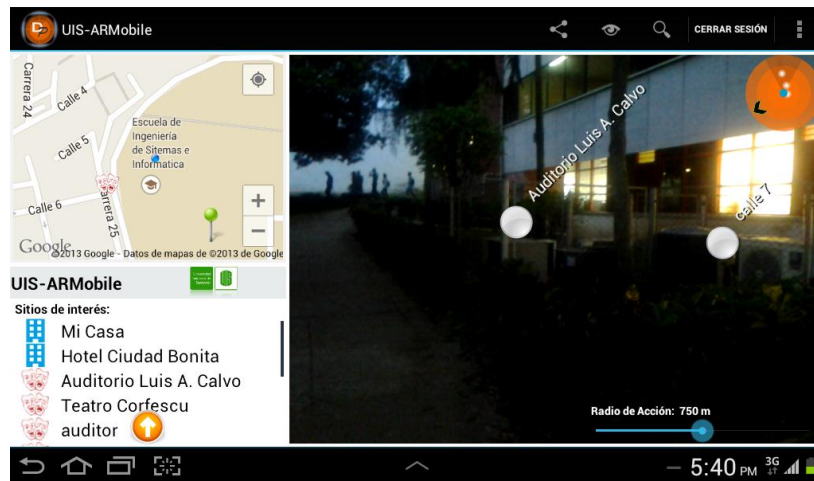 UIS-ARMobile
CERRAR SESIÓN
Carrera 24
Calle 4
Calle 5
Calle 6
Carrera 25
Escuela de
Ingeniería
de Sitemas e
Informatica
+
−
Google
©2013 Google - Datos de mapas de ©2013 de Google
UIS-ARMobile
Sitios de interés:
Mi Casa
Hotel Ciudad Bonita
Auditorio Luis A. Calvo
Teatro Corfescu
auditor
Auditorio Luis A. Calvo
calle 7
Radio de Acción: 750 m
5:40 PM
3G